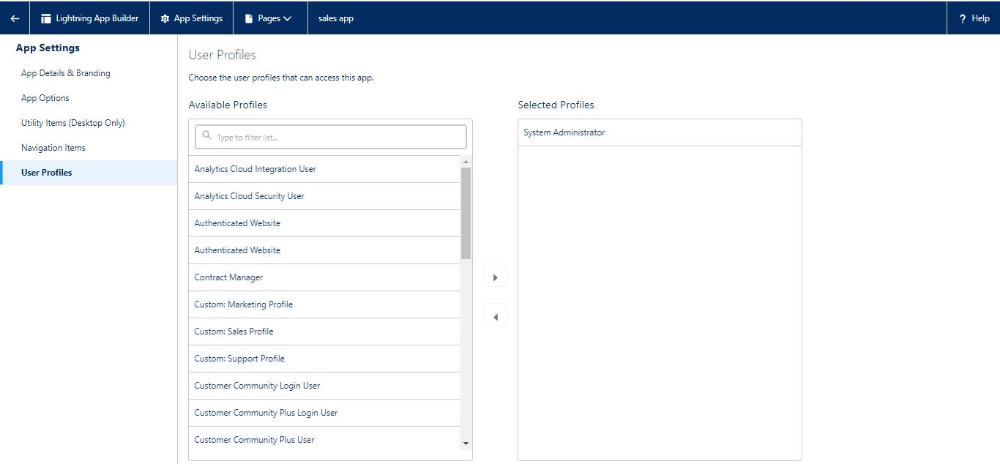 Lightning App Builder
App Settings
Pages
sales app
? Help
App Settings
App Details & Branding
App Options
Utility Items (Desktop Only)
Navigation Items
User Profiles
User Profiles
Choose the user profiles that can access this app.
Available Profiles
Type to filter list...
Analytics Cloud Integration User
Analytics Cloud Security User
Authenticated Website
Authenticated Website
Contract Manager
Custom: Marketing Profile
Custom: Sales Profile
Custom: Support Profile
Customer Community Login User
Customer Community Plus Login User
Customer Community Plus User
Selected Profiles
System Administrator